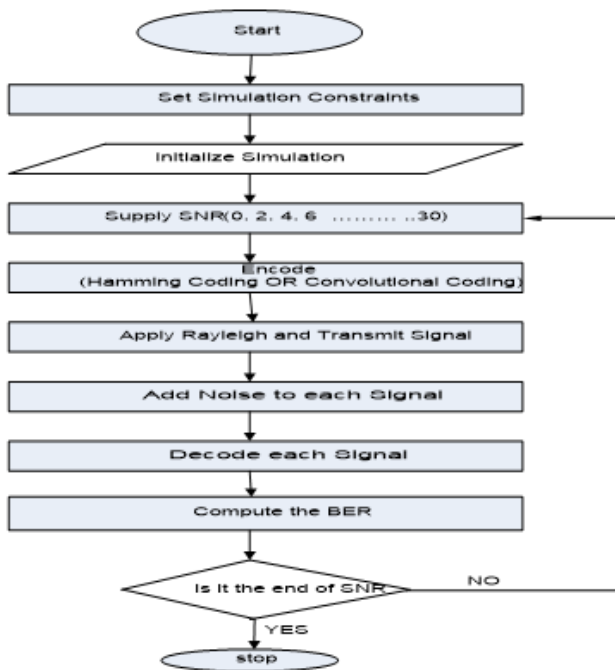 Start
Set Simulation Constraints
Initialize Simulation
Supply SNR(0, 2, 4, 6 ......... ..30)
Encode
(Hamming Coding OR Convolutional Coding)
Apply Rayleigh and Transmit Signal
Add Noise to each Signal
Decode each Signal
Compute the BER
Is it the end of SNR
NO
YES
stop